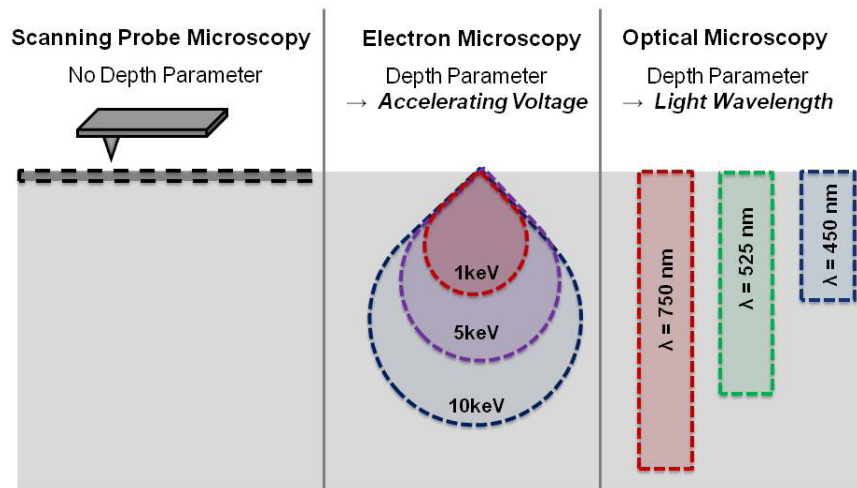 Scanning Probe Microscopy
No Depth Parameter
Electron Microscopy
Depth Parameter
→ Accelerating Voltage
1keV
5keV
10keV
Optical Microscopy
Depth Parameter
→ Light Wavelength
λ = 750 nm
λ = 525 nm
λ = 450 nm